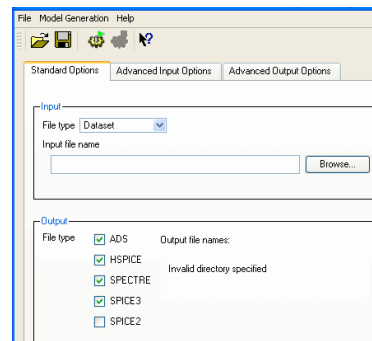 File Model Generation Help
Standard Options Advanced Input Options Advanced Output Options
Input
File type Dataset
Input file name
Browse...
Output
File type ADS Output file names:
HSPICE
Invalid directory specified
SPECTRE
SPICE3
SPICE2